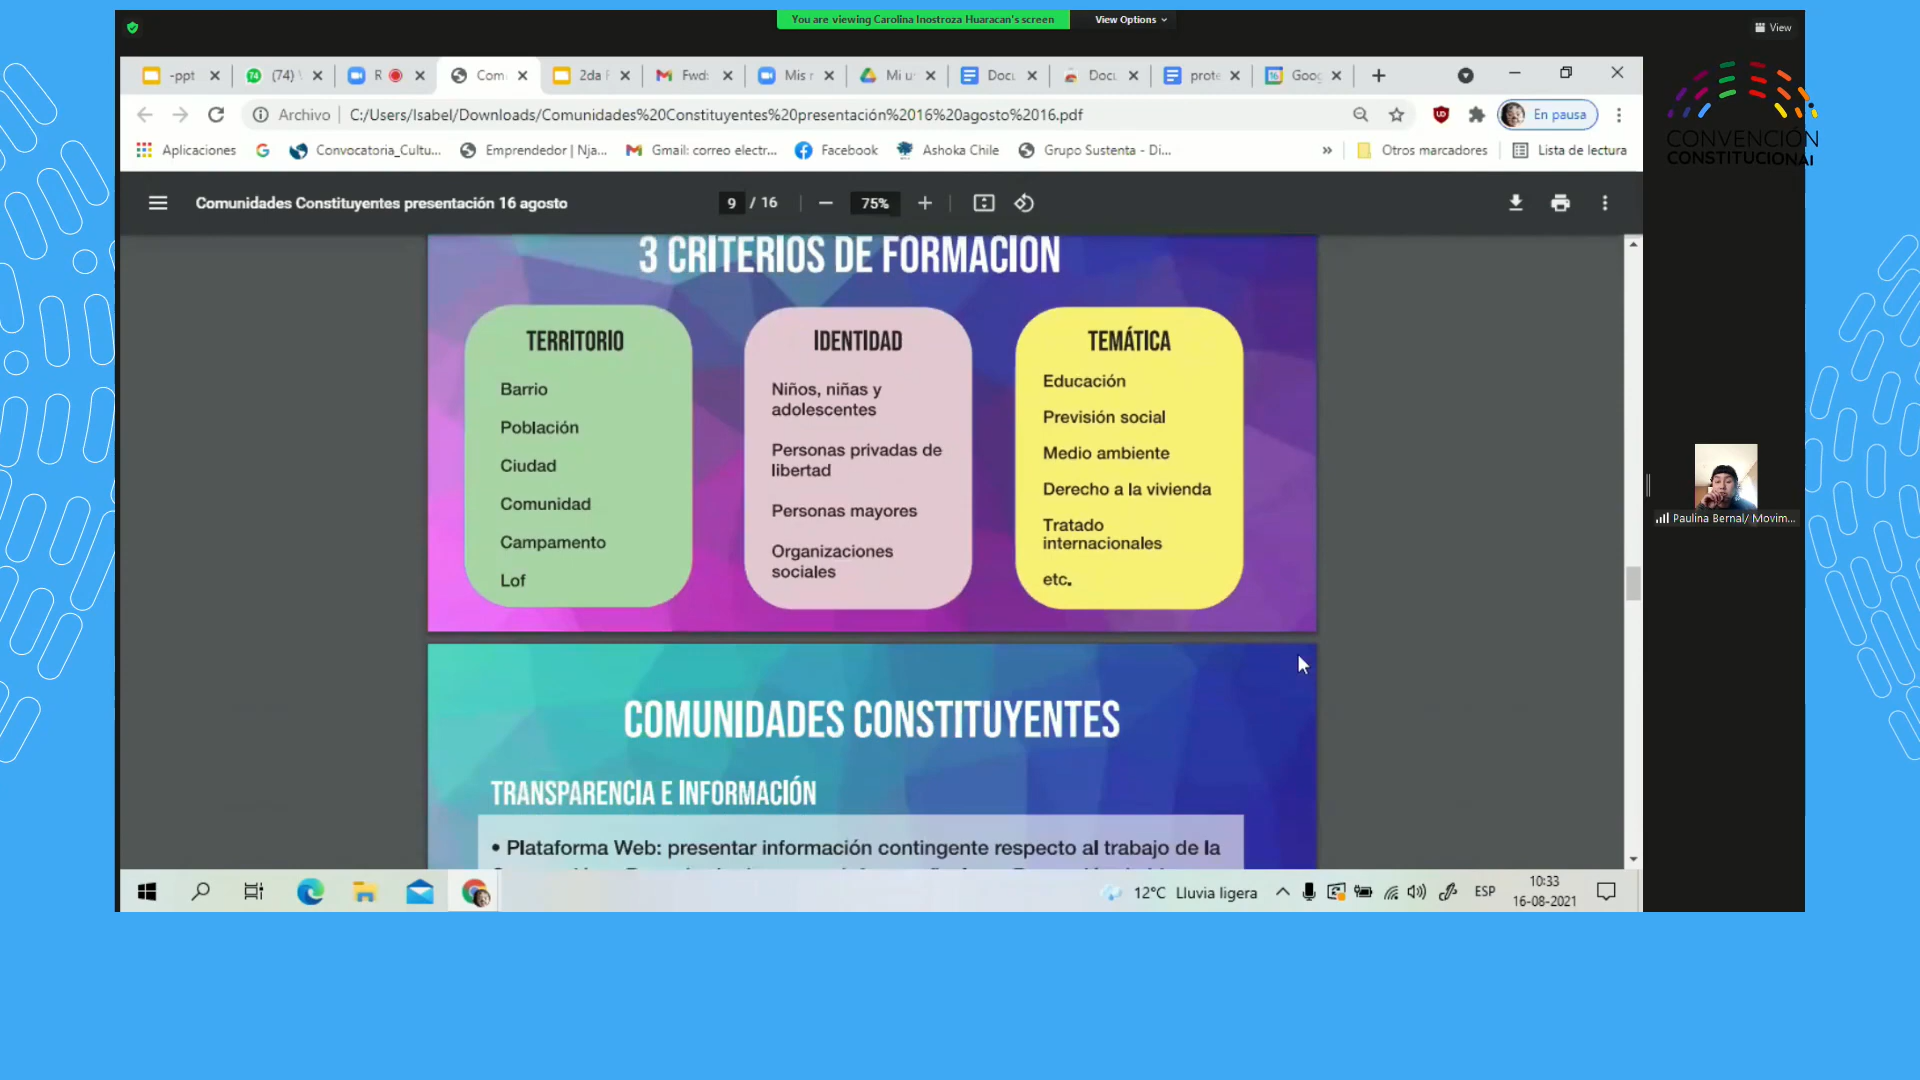 You are viewing Carolina Inostroza Huaracan's screen
View Options
View
-ppt
(74)
R
Com
2da
Fwd:
Mis r
Mi u
Docu
Docu
prote
Goog
Archivo
C:/Users/Isabel/Downloads/Comunidades%20Constituyentes%20presentación%2016%20agosto%2016.pdf
En pausa
CONVENCIÓN
CONSTITUCIONAL
Aplicaciones
Convocatoria_Cultu...
Emprendedor | Nja...
Gmail: correo electr...
Facebook
Ashoka Chile
Grupo Sustenta - Di...
»
Otros marcadores
Lista de lectura
Comunidades Constituyentes presentación 16 agosto
9 / 16
75%
3 CRITERIOS DE FORMACIÓN
TERRITORIO
Barrio
Población
Ciudad
Comunidad
Campamento
Lof
IDENTIDAD
Niños, niñas y
adolescentes
Personas privadas de
libertad
Personas mayores
Organizaciones
sociales
TEMÁTICA
Educación
Previsión social
Medio ambiente
Derecho a la vivienda
Tratado
internacionales
etc.
Paulina Bernal/ Movim...
COMUNIDADES CONSTITUYENTES
TRANSPARENCIA E INFORMACIÓN
• Plataforma Web: presentar información contingente respecto al trabajo de la
12°C Lluvia ligera
ESP
10:33
16-08-2021